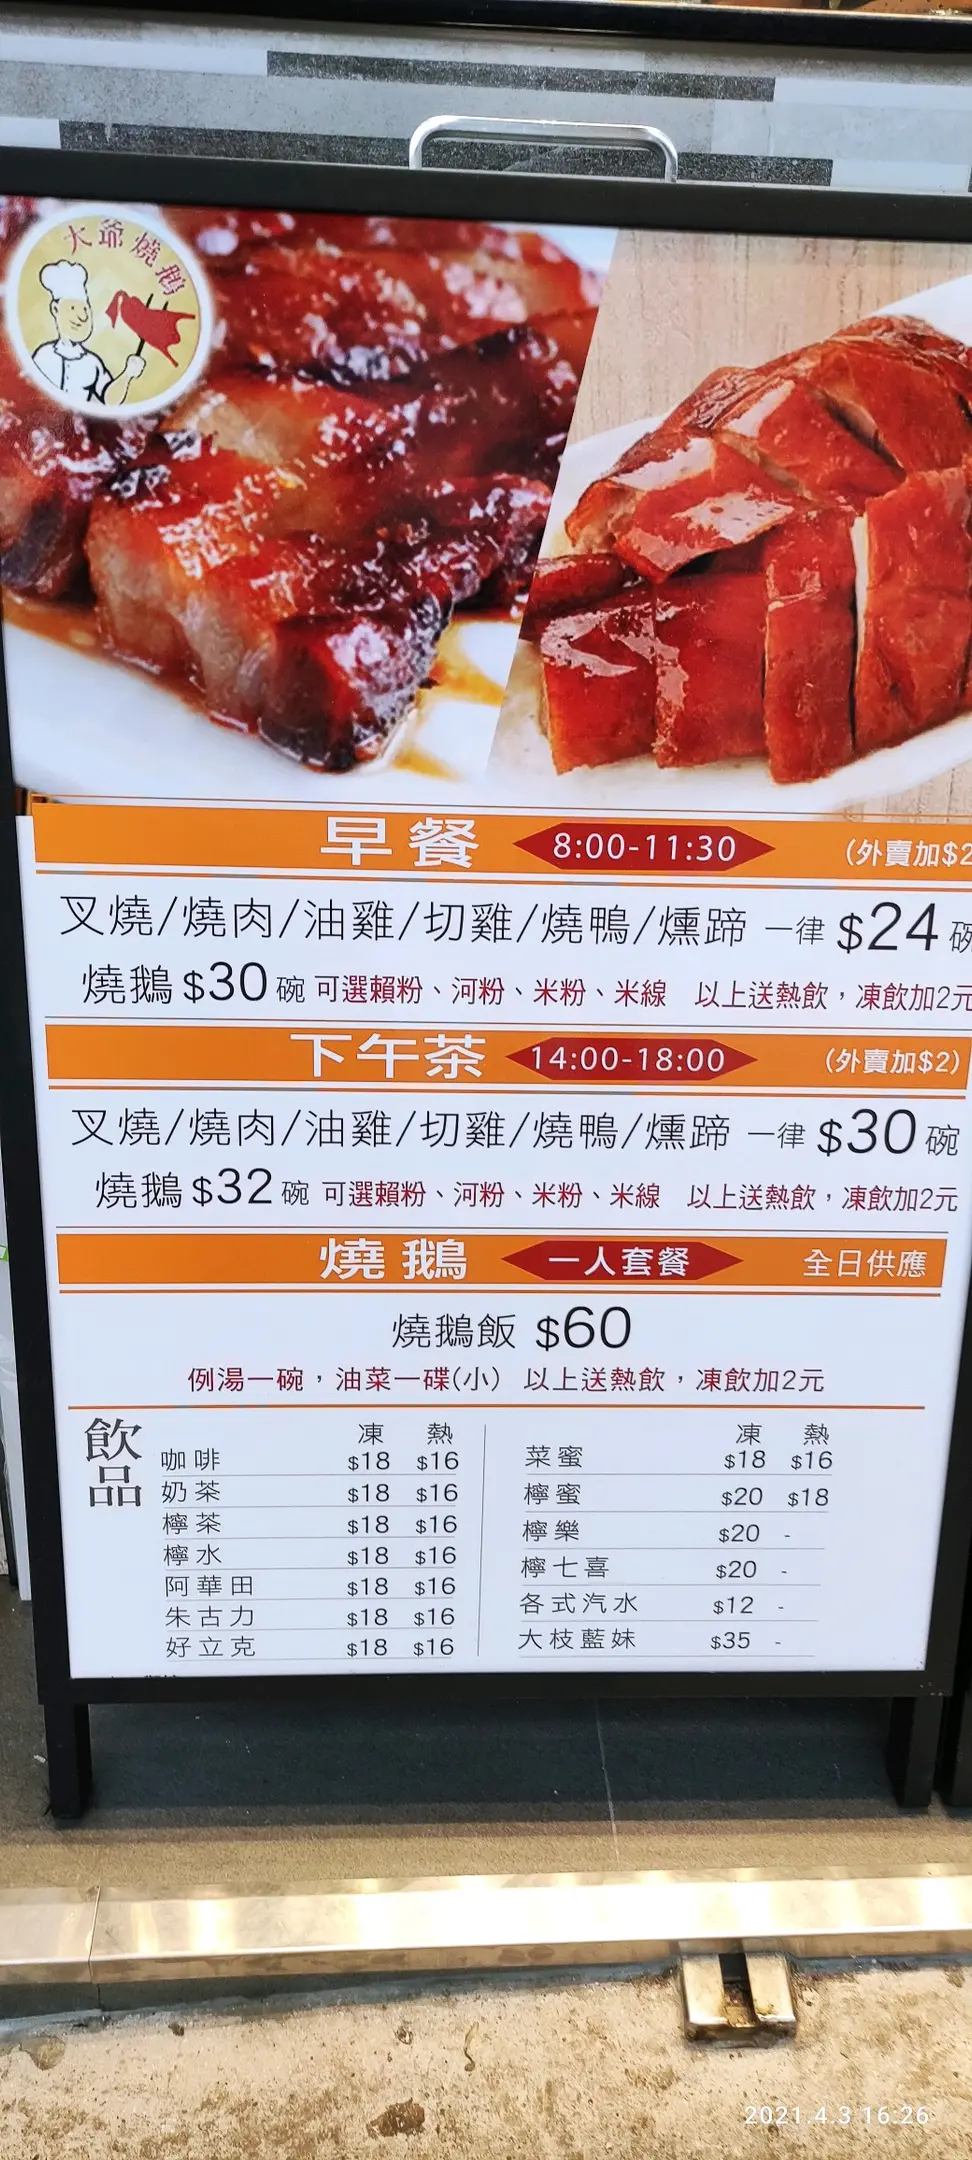 大爺燒鵝
早餐 8:00-11:30 (外賣加$2
叉燒/燒肉/油雞/切雞/燒鴨/燻蹄 一律 $24 碗
燒鵝 $30 碗 可選賴粉、河粉、米粉、米線 以上送熱飲，凍飲加2元
下午茶 14:00-18:00 (外賣加$2)
叉燒/燒肉/油雞/切雞/燒鴨/燻蹄 一律 $30 碗
燒鵝 $32 碗 可選賴粉、河粉、米粉、米線 以上送熱飲，凍飲加2元
燒鵝 一人套餐 全日供應
燒鵝飯 $60
例湯一碗，油菜一碟(小) 以上送熱飲，凍飲加2元
飲品
凍 熱
咖啡 $18 $16
奶茶 $18 $16
檸茶 $18 $16
檸水 $18 $16
阿華田 $18 $16
朱古力 $18 $16
好立克 $18 $16
凍 熱
菜蜜 $18 $16
檸蜜 $20 $18
檸樂 $20 -
檸七喜 $20 -
各式汽水 $12 -
大枝藍妹 $35 -
2021.4.3 16:26